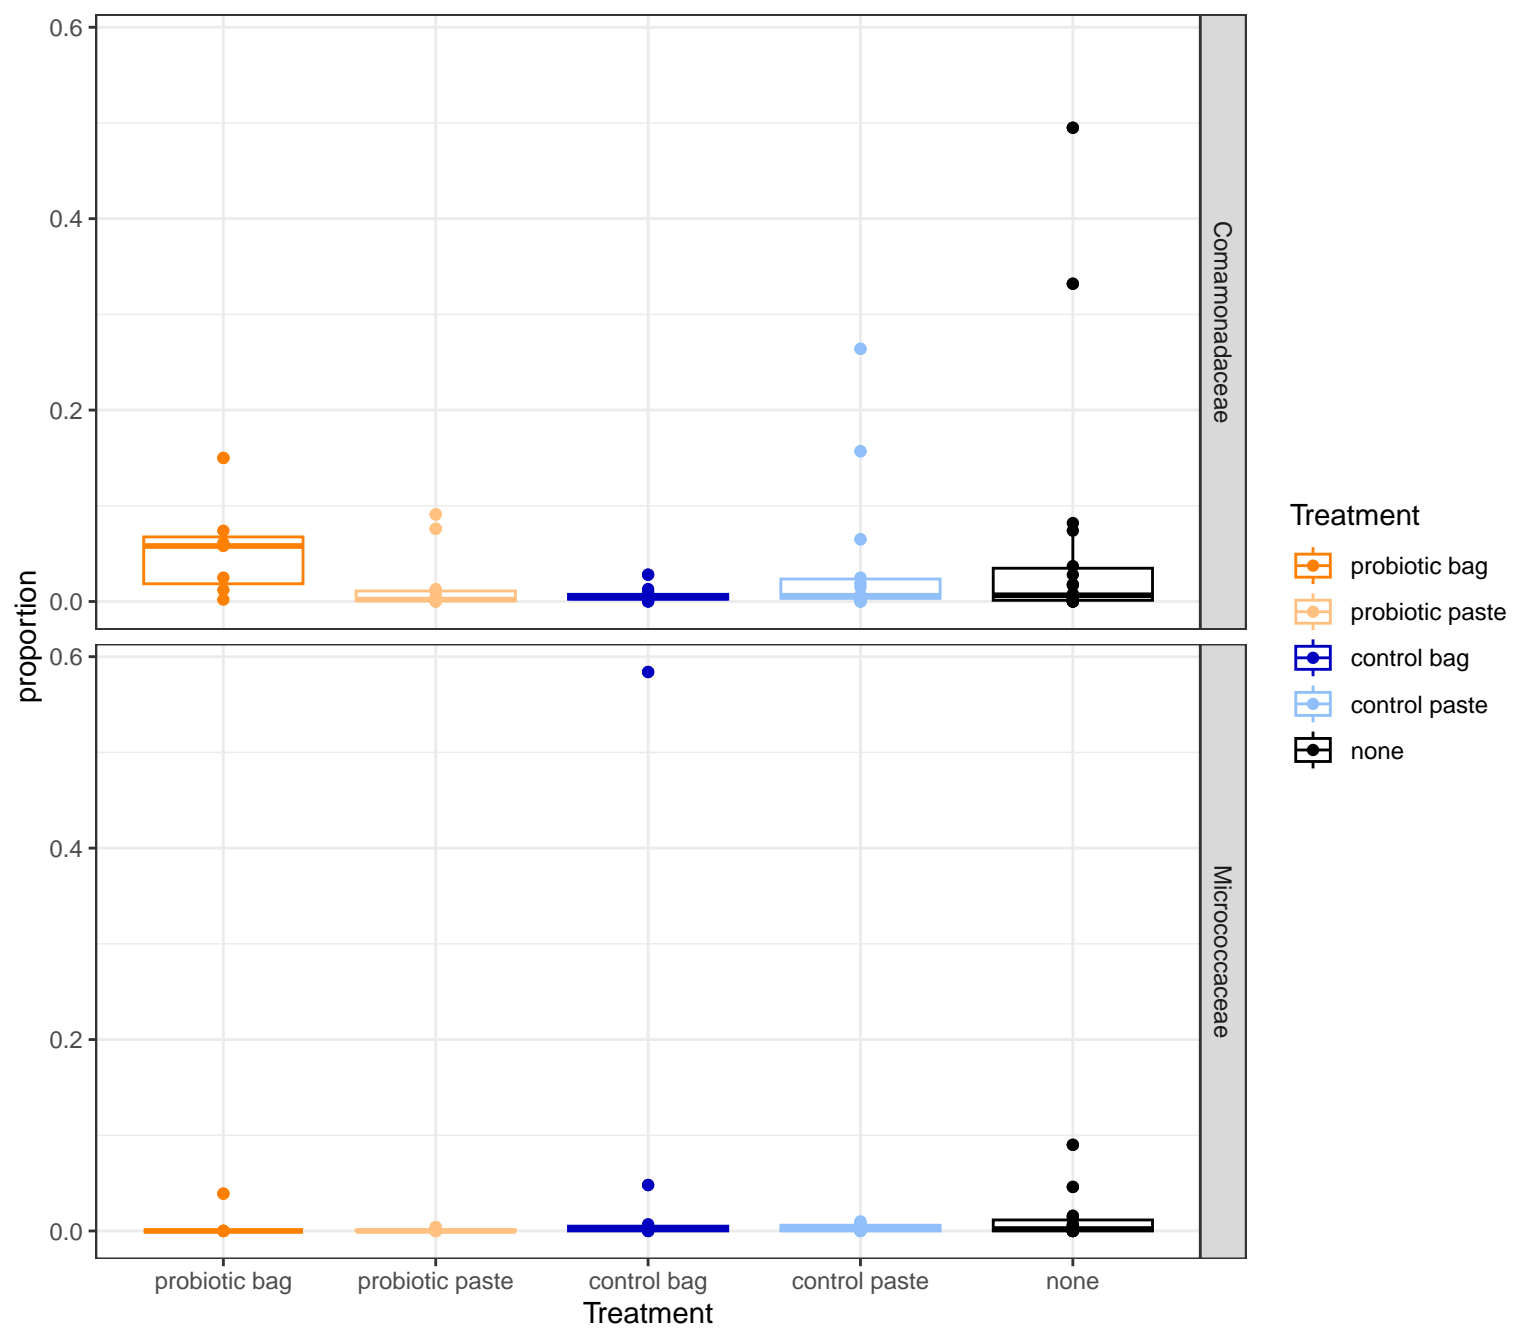 0.6
0.4
0.2
0.0
Comamonadaceae
0.6
0.4
0.2
0.0
Micrococcaceae
proportion
probiotic bag
probiotic paste
control bag
control paste
none
Treatment
Treatment
probiotic bag
probiotic paste
control bag
control paste
none